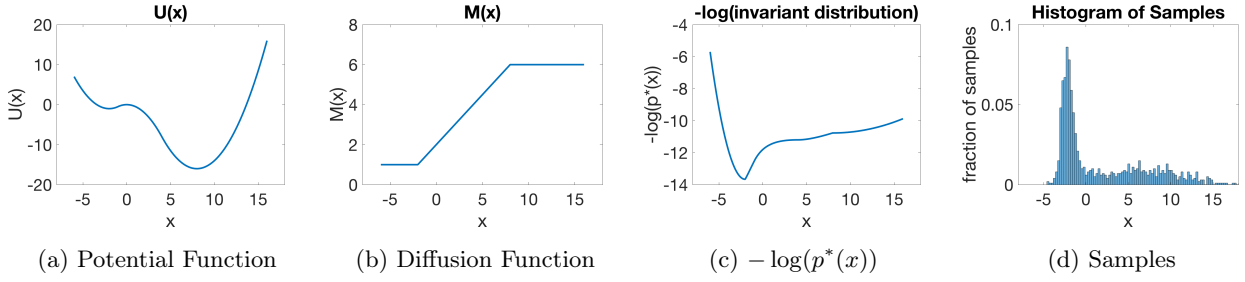 U(x)
20
10
0
-10
-20
U(x)
-5 0 5 10 15
x
(a) Potential Function
M(x)
8
6
4
2
0
M(x)
-5 0 5 10 15
x
(b) Diffusion Function
-log(invariant distribution)
-4
-6
-8
-10
-12
-14
-log(p*(x))
-5 0 5 10 15
x
(c) − log(p*(x))
Histogram of Samples
0.1
0.05
0
fraction of samples
-5 0 5 10 15
x
(d) Samples